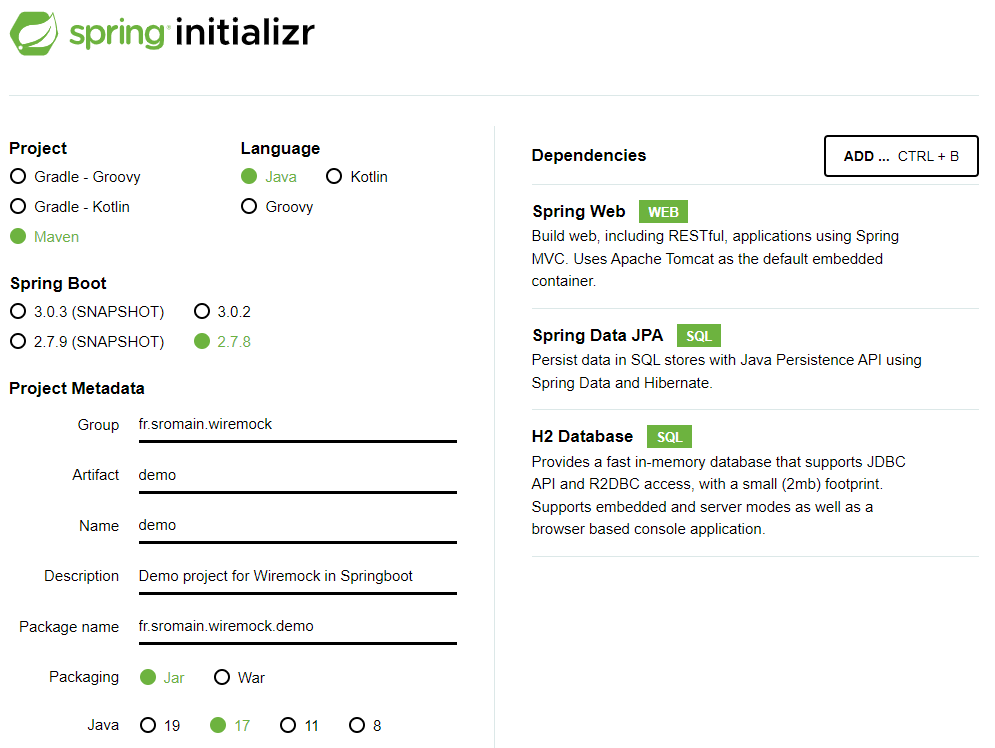 spring initializr
Project
Gradle - Groovy
Gradle - Kotlin
Maven
Language
Java Kotlin
Groovy
Spring Boot
3.0.3 (SNAPSHOT) 3.0.2
2.7.9 (SNAPSHOT) 2.7.8
Project Metadata
Group fr.sromain.wiremock
Artifact demo
Name demo
Description Demo project for Wiremock in Springboot
Package name fr.sromain.wiremock.demo
Packaging Jar War
Java 19 17 11 8
Dependencies
ADD ... CTRL + B
Spring Web WEB
Build web, including RESTful, applications using Spring
MVC. Uses Apache Tomcat as the default embedded
container.
Spring Data JPA SQL
Persist data in SQL stores with Java Persistence API using
Spring Data and Hibernate.
H2 Database SQL
Provides a fast in-memory database that supports JDBC
API and R2DBC access, with a small (2mb) footprint.
Supports embedded and server modes as well as a
browser based console application.